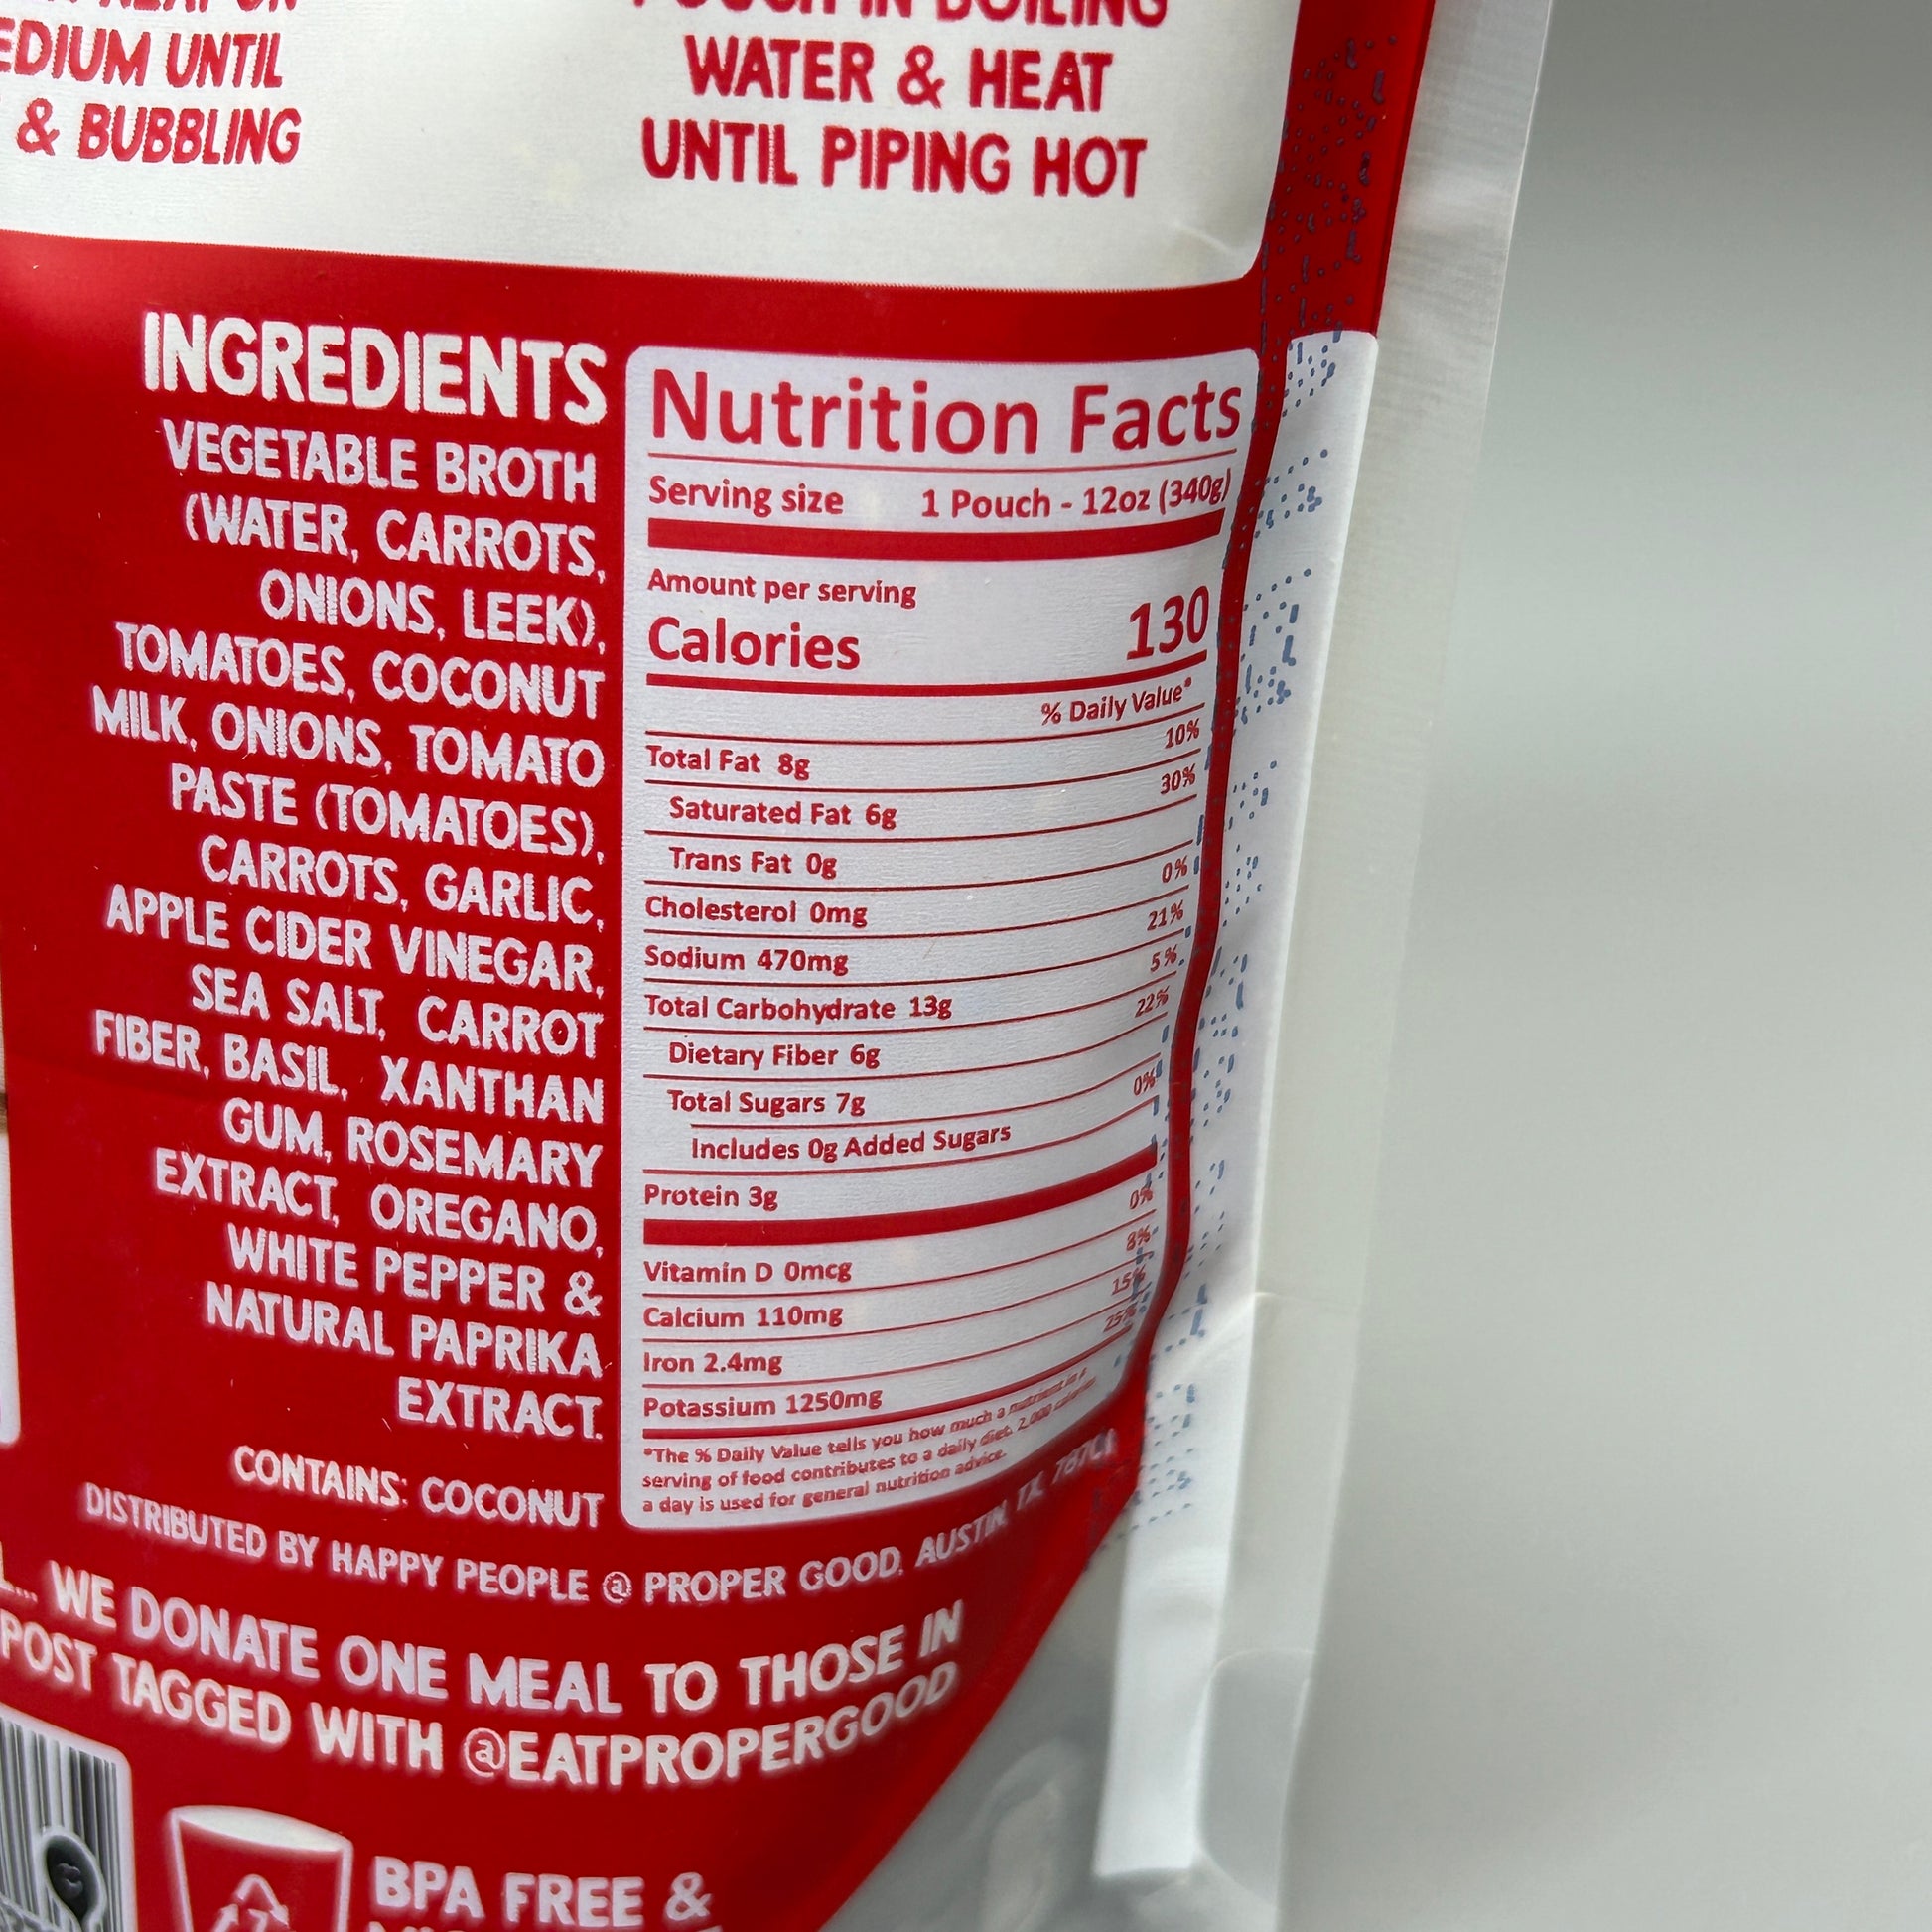 EDIUM UNTIL
& BUBBLING
POUCH IN BOILING
WATER & HEAT
UNTIL PIPING HOT
INGREDIENTS
VEGETABLE BROTH
(WATER, CARROTS,
ONIONS, LEEK),
TOMATOES, COCONUT
MILK, ONIONS, TOMATO
PASTE (TOMATOES),
CARROTS, GARLIC,
APPLE CIDER VINEGAR,
SEA SALT, CARROT
FIBER, BASIL, XANTHAN
GUM, ROSEMARY
EXTRACT, OREGANO,
WHITE PEPPER &
NATURAL PAPRIKA
EXTRACT.
CONTAINS: COCONUT
Nutrition Facts
Serving size 1 Pouch - 12oz (340g)
Amount per serving
Calories 130
% Daily Value*
Total Fat 8g 10%
Saturated Fat 6g 30%
Trans Fat 0g
Cholesterol 0mg 0%
Sodium 470mg 21%
Total Carbohydrate 13g 5%
Dietary Fiber 6g 22%
Total Sugars 7g
Includes 0g Added Sugars 0%
Protein 3g
Vitamin D 0mcg 0%
Calcium 110mg 8%
Iron 2.4mg 15%
Potassium 1250mg 25%
*The % Daily Value tells you how much a nutrient in a
serving of food contributes to a daily diet. 2,000 calories
a day is used for general nutrition advice.
DISTRIBUTED BY HAPPY PEOPLE @ PROPER GOOD, AUSTIN, TX,
... WE DONATE ONE MEAL TO THOSE IN
POST TAGGED WITH @EATPROPERGOOD
BPA FREE &
7